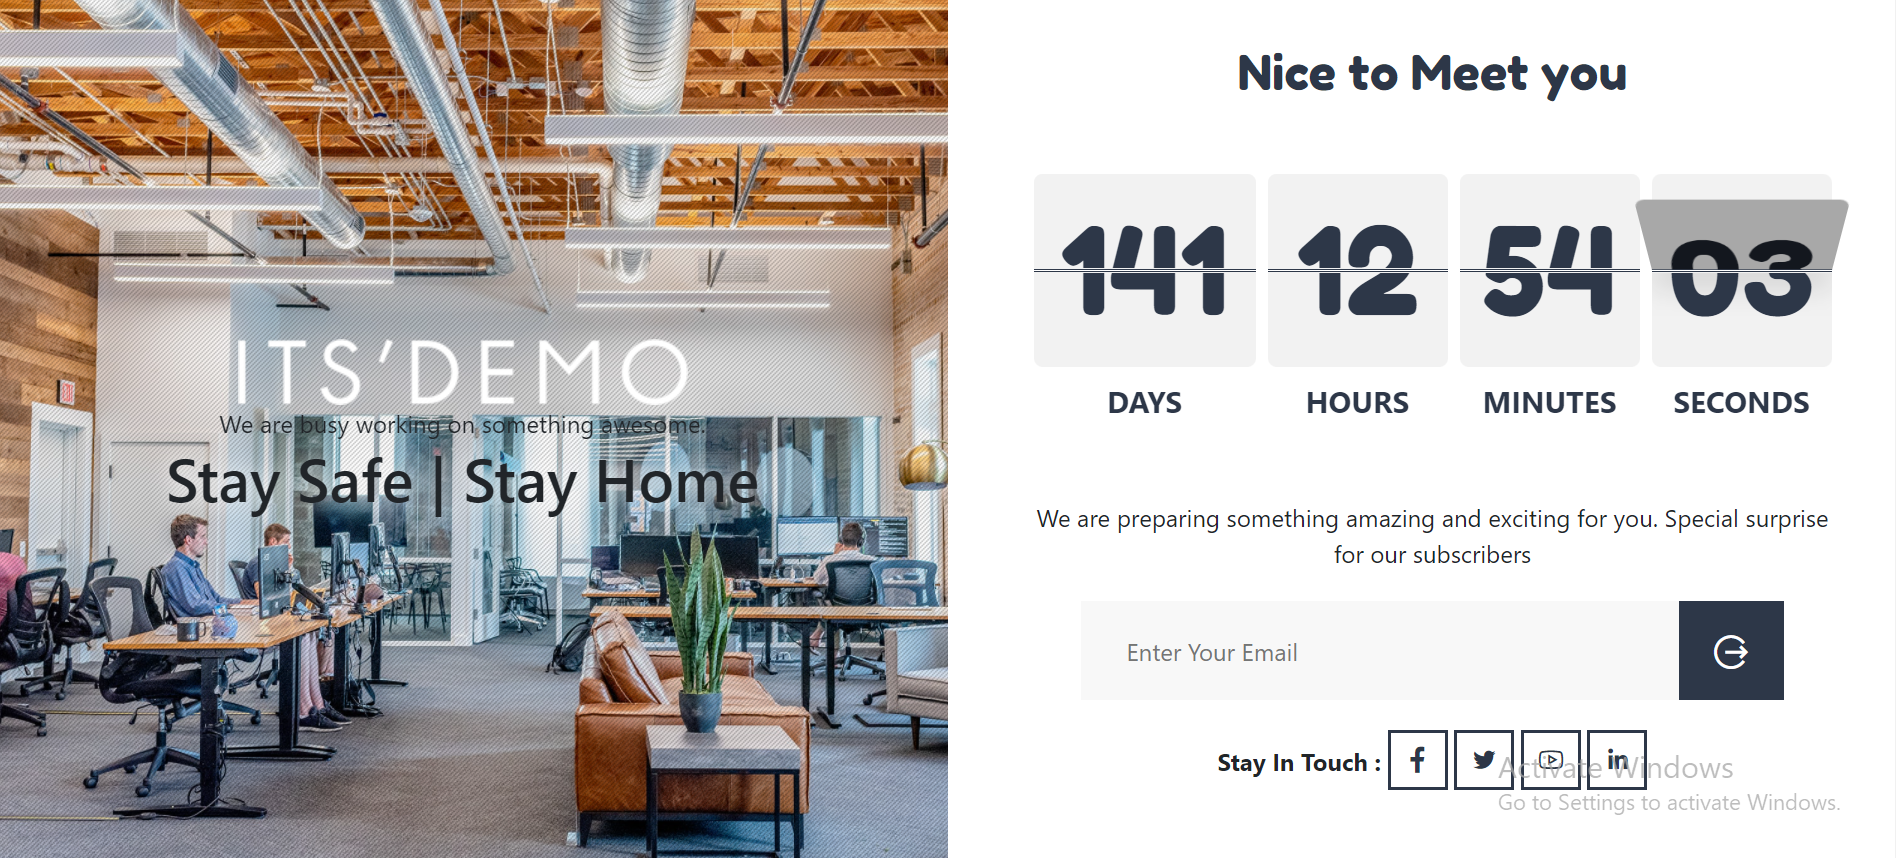 ITS’DEMO
We are busy working on something awesome.
Stay Safe | Stay Home
Nice to Meet you
141 12 54 03
DAYS HOURS MINUTES SECONDS
We are preparing something amazing and exciting for you. Special surprise
for our subscribers
Enter Your Email
Stay In Touch :
Activate Windows
Go to Settings to activate Windows.